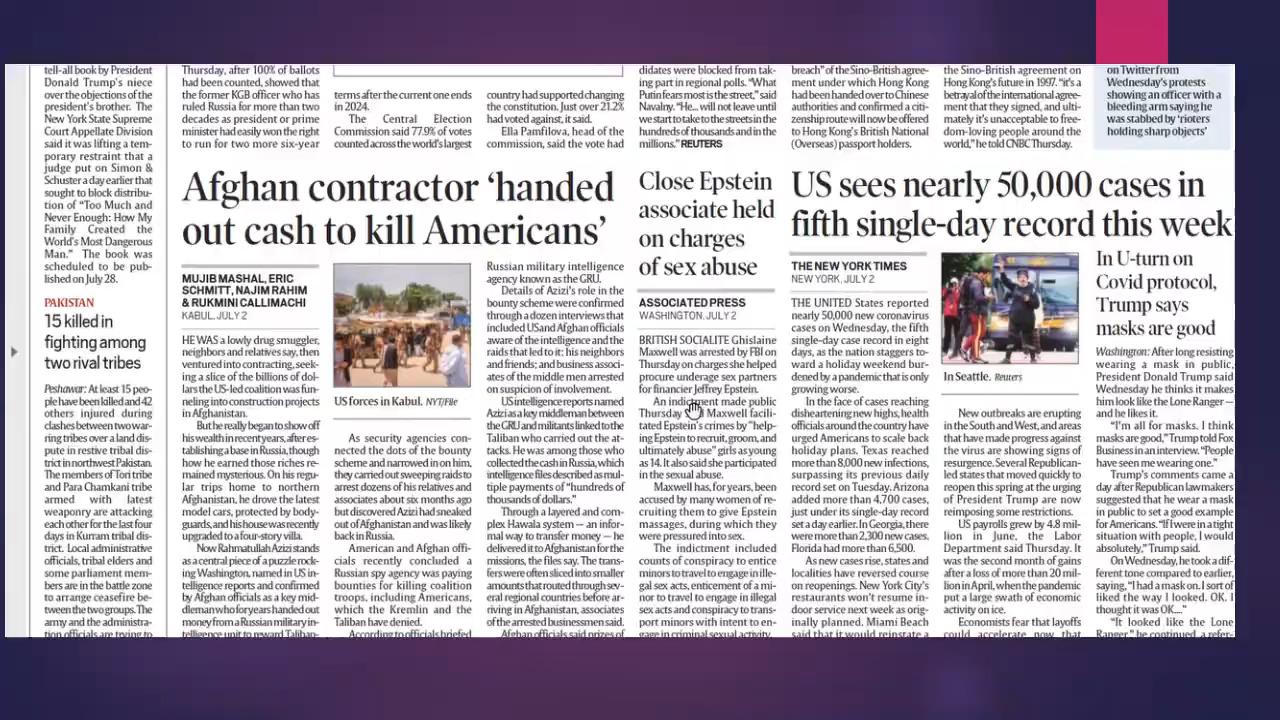 tell-all book by President
Donald Trump's niece
over the objections of the
president's brother. The
New York State Supreme
Court Appellate Division
said it was lifting a tem-
porary restraint that a
judge put on Simon &
Schuster a day earlier that
sought to block distribu-
tion of "Too Much and
Never Enough: How My
Family Created the
World's Most Dangerous
Man." The book was
scheduled to be pub-
lished on July 28.
PAKISTAN
15 killed in
fighting among
two rival tribes
Peshawar: At least 15 peo-
ple have been killed and 42
others injured during
clashes between two war-
ring tribes over a land dis-
pute in restive tribal dis-
trict in northwest Pakistan.
The members of Tori tribe
and Para Chamkani tribe
armed with latest
weaponry are attacking
each other for the last four
days in Kurram tribal dis-
trict. Local administrative
officials, tribal elders and
some parliament mem-
bers are in the battle zone
to arrange ceasefire be-
tween the two groups. The
army and the administra-
tion officials are trying to
Thursday, after 100% of ballots
had been counted, showed that
the former KGB officer who has
ruled Russia for more than two
decades as president or prime
minister had easily won the right
to run for two more six-year
terms after the current one ends
in 2024.
The Central Election
Commission said 77.9% of votes
counted across the world's largest
country had supported changing
the constitution. Just over 21.2%
had voted against, it said.
Ella Pamfilova, head of the
commission, said the vote had
didates were blocked from tak-
ing part in regional polls. "What
Putin fears most is the street," said
Navalny. "He... will not leave until
we start to take to the streets in the
hundreds of thousands and in the
millions." REUTERS
breach" of the Sino-British agree-
ment under which Hong Kong
had been handed over to Chinese
authorities and confirmed a citi-
zenship route will now be offered
to Hong Kong's British National
(Overseas) passport holders.
the Sino-British agreement on
Hong Kong's future in 1997. "it's a
betrayal of the international agree-
ment that they signed, and ulti-
mately it's unacceptable to free-
dom-loving people around the
world," he told CNBC Thursday.
on Twitter from
Wednesday's protests
showing an officer with a
bleeding arm saying he
was stabbed by 'rioters
holding sharp objects'
Afghan contractor 'handed
out cash to kill Americans'
MUJIB MASHAL, ERIC
SCHMITT, NAJIM RAHIM
& RUKMINI CALLIMACHI
KABUL, JULY 2
HE WAS a lowly drug smuggler,
neighbors and relatives say, then
ventured into contracting, seek-
ing a slice of the billions of dol-
lars the US-led coalition was fun-
neling into construction projects
in Afghanistan.
But he really began to show off
his wealth in recent years, after es-
tablishing a base in Russia, though
how he earned those riches re-
mained mysterious. On his regu-
lar trips home to northern
Afghanistan, he drove the latest
model cars, protected by body-
guards, and his house was recently
upgraded to a four-story villa.
Now Rahmatullah Azizi stands
as a central piece of a puzzle rock-
ing Washington, named in US in-
telligence reports and confirmed
by Afghan officials as a key mid-
dleman who for years handed out
money from a Russian military in-
telligence unit to reward Taliban-
US forces in Kabul. NYT/File
As security agencies con-
nected the dots of the bounty
scheme and narrowed in on him,
they carried out sweeping raids to
arrest dozens of his relatives and
associates about six months ago
but discovered Azizi had sneaked
out of Afghanistan and was likely
back in Russia.
American and Afghan offi-
cials recently concluded a
Russian spy agency was paying
bounties for killing coalition
troops, including Americans,
which the Kremlin and the
Taliban have denied.
According to officials briefed
Russian military intelligence
agency known as the GRU.
Details of Azizi's role in the
bounty scheme were confirmed
through a dozen interviews that
included US and Afghan officials
aware of the intelligence and the
raids that led to it; his neighbors
and friends; and business associ-
ates of the middle men arrested
on suspicion of involvement.
US intelligence reports named
Azizi as a key middleman between
the GRU and militants linked to the
Taliban who carried out the at-
tacks. He was among those who
collected the cash in Russia, which
intelligence files described as mul-
tiple payments of "hundreds of
thousands of dollars."
Through a layered and com-
plex Hawala system — an infor-
mal way to transfer money — he
delivered it to Afghanistan for the
missions, the files say. The trans-
fers were often sliced into smaller
amounts that routed through sev-
eral regional countries before ar-
riving in Afghanistan, associates
of the arrested businessmen said.
Afghan officials said prizes of
Close Epstein
associate held
on charges
of sex abuse
ASSOCIATED PRESS
WASHINGTON, JULY 2
BRITISH SOCIALITE Ghislaine
Maxwell was arrested by FBI on
Thursday on charges she helped
procure underage sex partners
for financier Jeffrey Epstein.
An indictment made public
Thursday Maxwell facili-
tated Epstein's crimes by "help-
ing Epstein to recruit, groom, and
ultimately abuse" girls as young
as 14. It also said she participated
in the sexual abuse.
Maxwell has, for years, been
accused by many women of re-
cruiting them to give Epstein
massages, during which they
were pressured into sex.
The indictment included
counts of conspiracy to entice
minors to travel to engage in ille-
gal sex acts, enticement of a mi-
nor to travel to engage in illegal
sex acts and conspiracy to trans-
port minors with intent to en-
gage in criminal sexual activity.
US sees nearly 50,000 cases in
fifth single-day record this week
THE NEW YORK TIMES
NEW YORK, JULY 2
THE UNITED States reported
nearly 50,000 new coronavirus
cases on Wednesday, the fifth
single-day case record in eight
days, as the nation staggers to-
ward a holiday weekend bur-
dened by a pandemic that is only
growing worse.
In the face of cases reaching
disheartening new highs, health
officials around the country have
urged Americans to scale back
holiday plans. Texas reached
more than 8,000 new infections,
surpassing its previous daily
record set on Tuesday. Arizona
added more than 4,700 cases,
just under its single-day record
set a day earlier. In Georgia, there
were more than 2,300 new cases.
Florida had more than 6,500.
As new cases rise, states and
localities have reversed course
on reopenings. New York City's
restaurants won't resume in-
door service next week as orig-
inally planned. Miami Beach
said that it would reinstate a
In Seattle. Reuters
New outbreaks are erupting
in the South and West, and areas
that have made progress against
the virus are showing signs of
resurgence. Several Republican-
led states that moved quickly to
reopen this spring at the urging
of President Trump are now
reimposing some restrictions.
US payrolls grew by 4.8 mil-
lion in June, the Labor
Department said Thursday. It
was the second month of gains
after a loss of more than 20 mil-
lion in April, when the pandemic
put a large swath of economic
activity on ice.
Economists fear that layoffs
could accelerate now that
In U-turn on
Covid protocol,
Trump says
masks are good
Washington: After long resisting
wearing a mask in public,
President Donald Trump said
Wednesday he thinks it makes
him look like the Lone Ranger —
and he likes it.
"I'm all for masks. I think
masks are good," Trump told Fox
Business in an interview. "People
have seen me wearing one."
Trump's comments came a
day after Republican lawmakers
suggested that he wear a mask
in public to set a good example
for Americans. "If I were in a tight
situation with people, I would
absolutely," Trump said.
On Wednesday, he took a dif-
ferent tone compared to earlier,
saying, "I had a mask on. I sort of
liked the way I looked. OK. I
thought it was OK...."
"It looked like the Lone
Ranger," he continued, a refer-